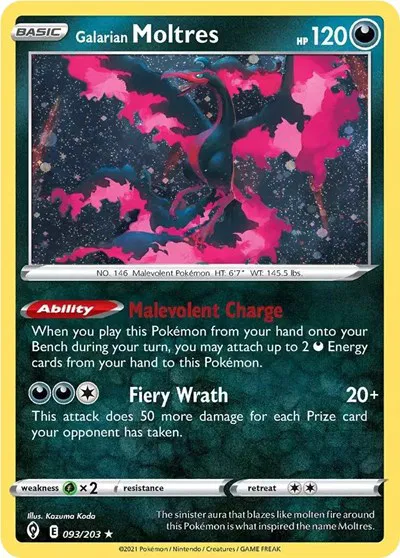 BASIC
Galarian Moltres HP 120
NO. 146 Malevolent Pokémon. HT: 6'7" WT: 145.5 lbs.
Ability Malevolent Charge
When you play this Pokémon from your hand onto your
Bench during your turn, you may attach up to 2 Energy
cards from your hand to this Pokémon.
Fiery Wrath 20+
This attack does 50 more damage for each Prize card
your opponent has taken.
weakness ×2 resistance retreat
Illus. Kazuma Koda
E 093/203 ★
The sinister aura that blazes like molten fire around
this Pokémon is what inspired the name Moltres.
©2021 Pokémon / Nintendo / Creatures / GAME FREAK